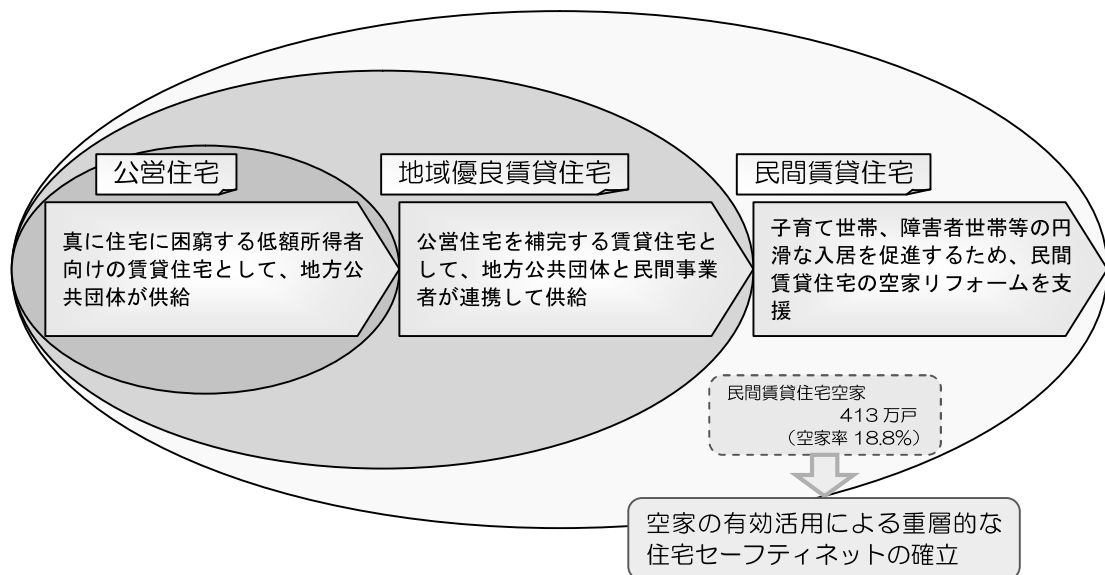 公営住宅
真に住宅に困窮する低額所得者
向けの賃貸住宅として、地方公
共団体が供給
地域優良賃貸住宅
公営住宅を補完する賃貸住宅と
して、地方公共団体と民間事業
者が連携して供給
民間賃貸住宅
子育て世帯、障害者世帯等の円
滑な入居を促進するため、民間
賃貸住宅の空家リフォームを支
援
民間賃貸住宅空家
413 万戸
（空家率 18.8%）
空家の有効活用による重層的な
住宅セーフティネットの確立